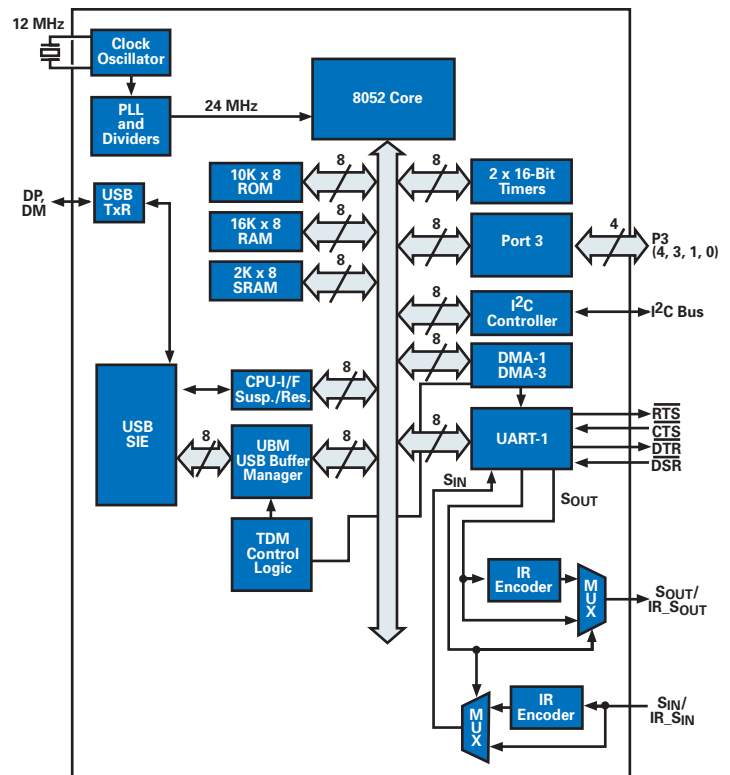 12 MHz
Clock
Oscillator
PLL
and
Dividers
24 MHz
8052 Core
10K x 8
ROM
8
8
2 x 16-Bit
Timers
DP,
DM
USB
TxR
16K x 8
RAM
8
8
Port 3
4
P3
(4, 3, 1, 0)
2K x 8
SRAM
8
8
I2C
Controller
I2C Bus
8
DMA-1
DMA-3
USB
SIE
CPU-I/F
Susp./Res.
8
8
UART-1
RTS
CTS
DTR
DSR
8
UBM
USB Buffer
Manager
8
SIN
SOUT
TDM
Control
Logic
IR
Encoder
MUX
SOUT/
IR_SOUT
MUX
IR
Encoder
SIN/
IR_SIN